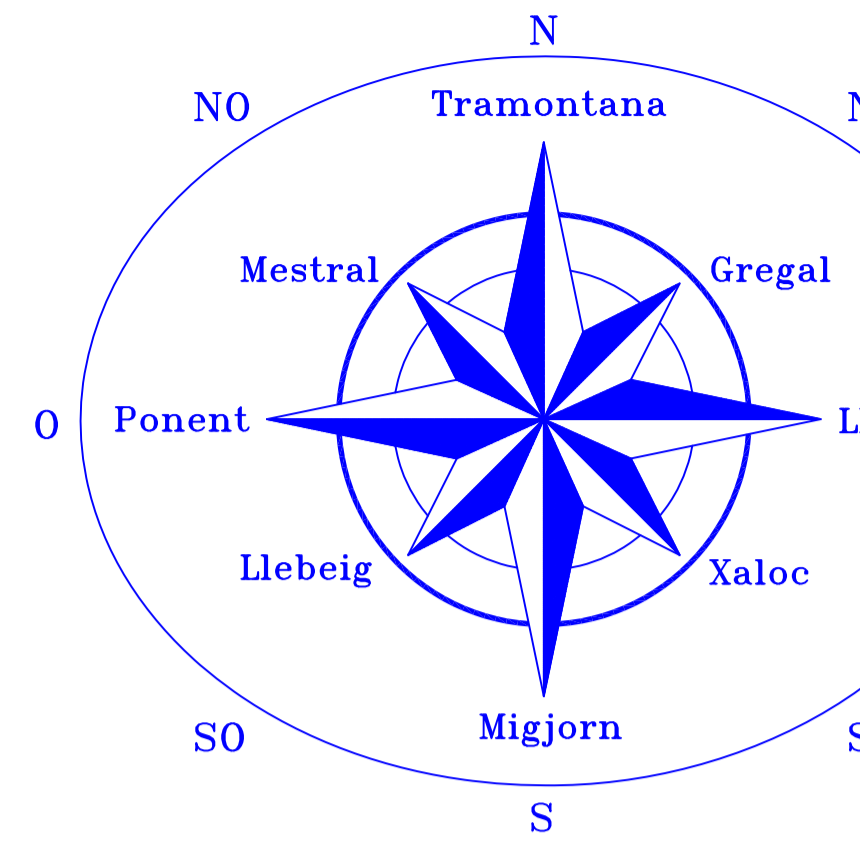 N
NO
Tramontana
Mestral
Gregal
O
Ponent
Llebeig
Xaloc
Migjorn
SO
S